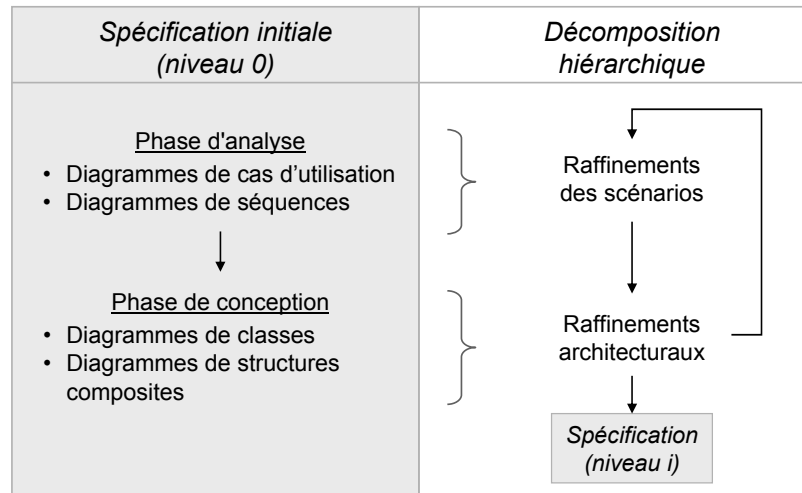 Spécification initiale
(niveau 0)
Décomposition
hiérarchique
Phase d'analyse
• Diagrammes de cas d’utilisation
• Diagrammes de séquences
Phase de conception
• Diagrammes de classes
• Diagrammes de structures
composites
Raffinements
des scénarios
Raffinements
architecturaux
Spécification
(niveau i)